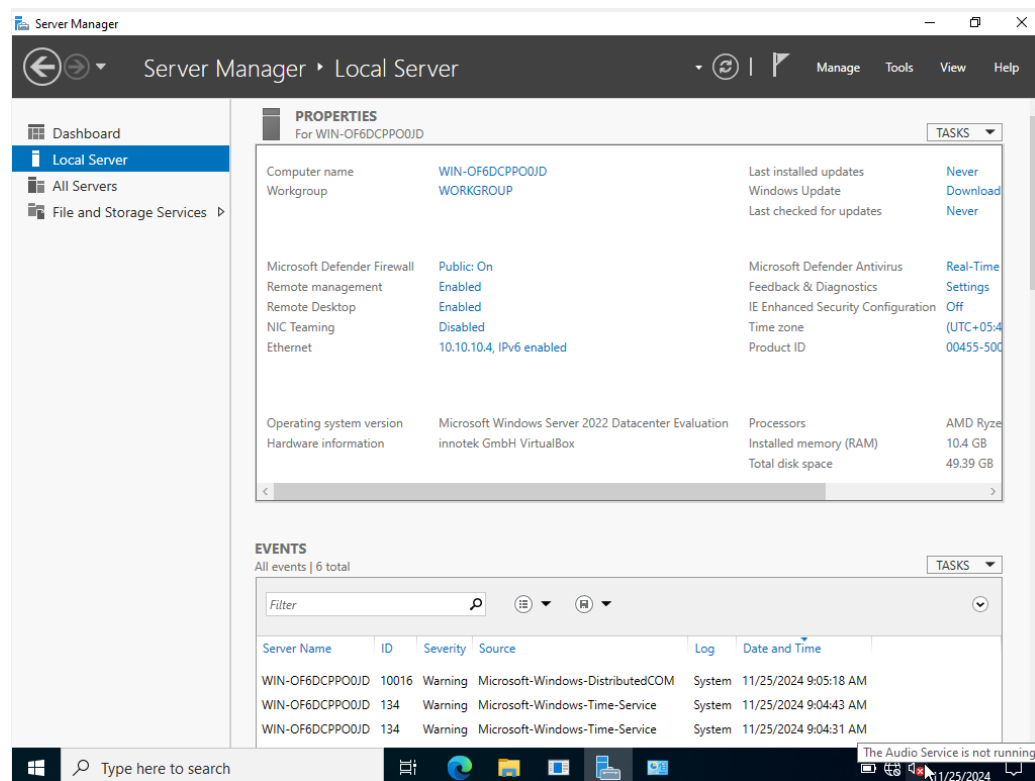 Server Manager
Server Manager ‣ Local Server
Manage Tools View Help
Dashboard
Local Server
All Servers
File and Storage Services
PROPERTIES
For WIN-OF6DCPPO0JD
TASKS
Computer name WIN-OF6DCPPO0JD Last installed updates Never
Workgroup WORKGROUP Windows Update Download
Last checked for updates Never
Microsoft Defender Firewall Public: On Microsoft Defender Antivirus Real-Time
Remote management Enabled Feedback & Diagnostics Settings
Remote Desktop Enabled IE Enhanced Security Configuration Off
NIC Teaming Disabled Time zone (UTC+05:4
Ethernet 10.10.10.4, IPv6 enabled Product ID 00455-500
Operating system version Microsoft Windows Server 2022 Datacenter Evaluation Processors AMD Ryze
Hardware information innotek GmbH VirtualBox Installed memory (RAM) 10.4 GB
Total disk space 49.39 GB
EVENTS
All events | 6 total
TASKS
Filter
Server Name ID Severity Source Log Date and Time
WIN-OF6DCPPO0JD 10016 Warning Microsoft-Windows-DistributedCOM System 11/25/2024 9:05:18 AM
WIN-OF6DCPPO0JD 134 Warning Microsoft-Windows-Time-Service System 11/25/2024 9:04:43 AM
WIN-OF6DCPPO0JD 134 Warning Microsoft-Windows-Time-Service System 11/25/2024 9:04:31 AM
The Audio Service is not running
Type here to search
11/25/2024